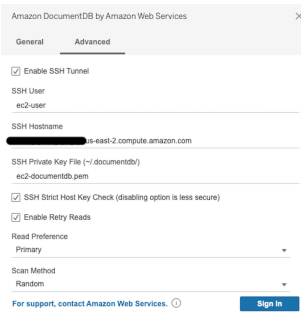 Amazon DocumentDB by Amazon Web Services
General Advanced
Enable SSH Tunnel
SSH User
ec2-user
SSH Hostname
us-east-2.compute.amazon.com
SSH Private Key File (~/.documentdb/)
ec2-documentdb.pem
SSH Strict Host Key Check (disabling option is less secure)
Enable Retry Reads
Read Preference
Primary
Scan Method
Random
For support, contact Amazon Web Services.
Sign In